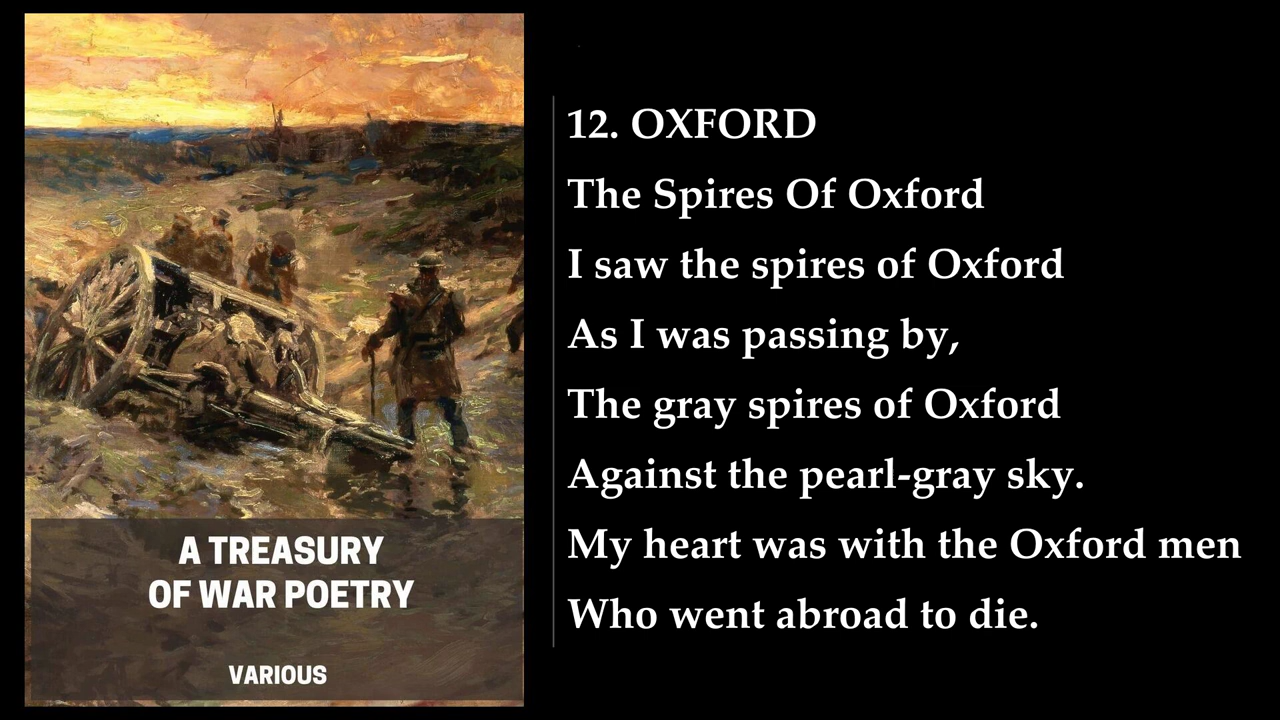 A TREASURY
OF WAR POETRY
VARIOUS
12. OXFORD
The Spires Of Oxford
I saw the spires of Oxford
As I was passing by,
The gray spires of Oxford
Against the pearl-gray sky.
My heart was with the Oxford men
Who went abroad to die.